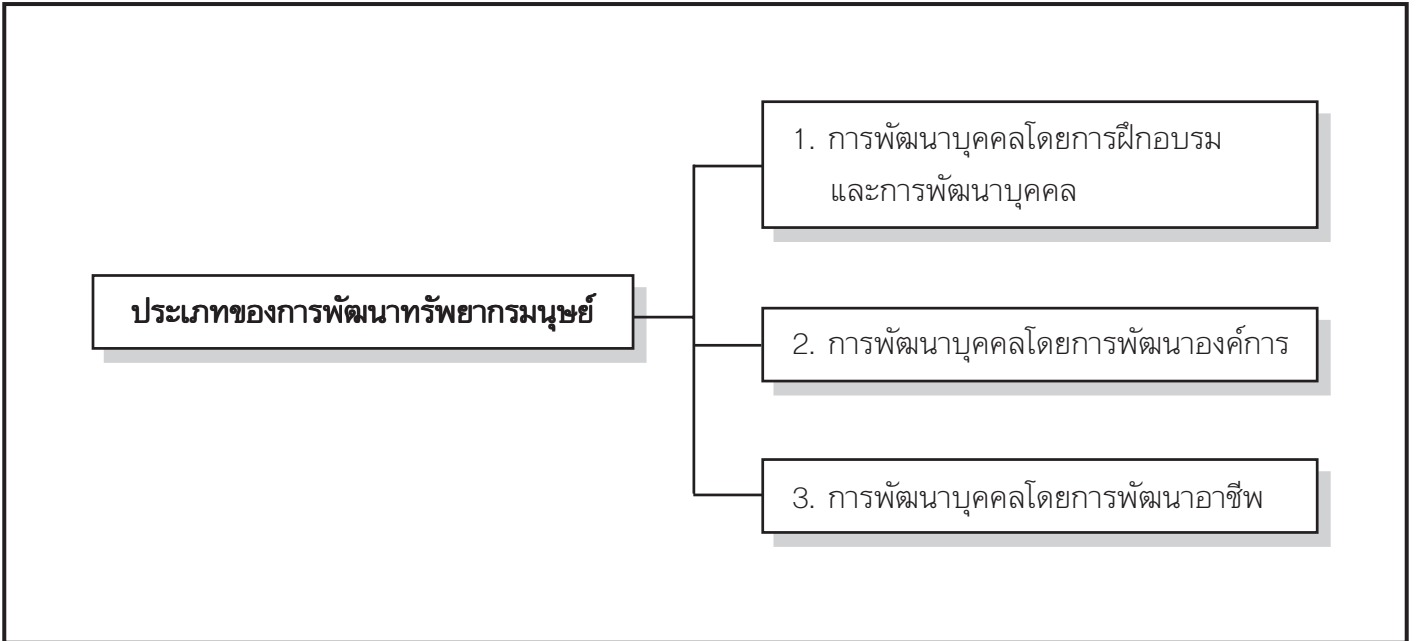 ประเภทของการพัฒนาทรัพยากรมนุษย์
1. การพัฒนาบุคคลโดยการฝึกอบรม
และการพัฒนาบุคคล
2. การพัฒนาบุคคลโดยการพัฒนาองค์การ
3. การพัฒนาบุคคลโดยการพัฒนาอาชีพ